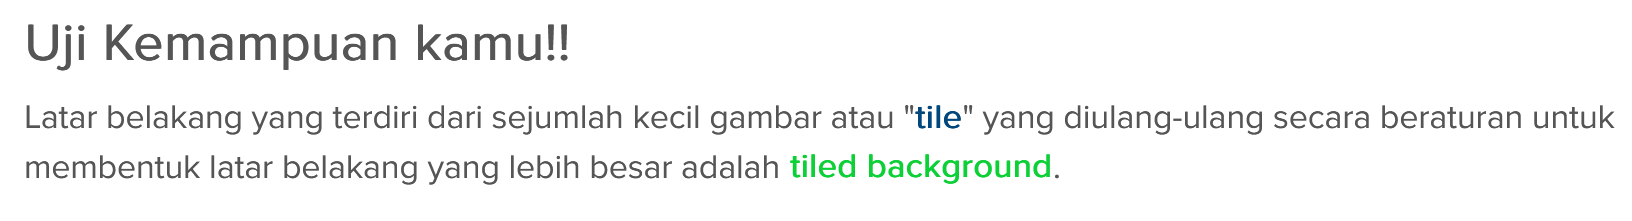 Uji Kemampuan kamu!!
Latar belakang yang terdiri dari sejumlah kecil gambar atau "tile" yang diulang-ulang secara beraturan untuk
membentuk latar belakang yang lebih besar adalah tiled background.